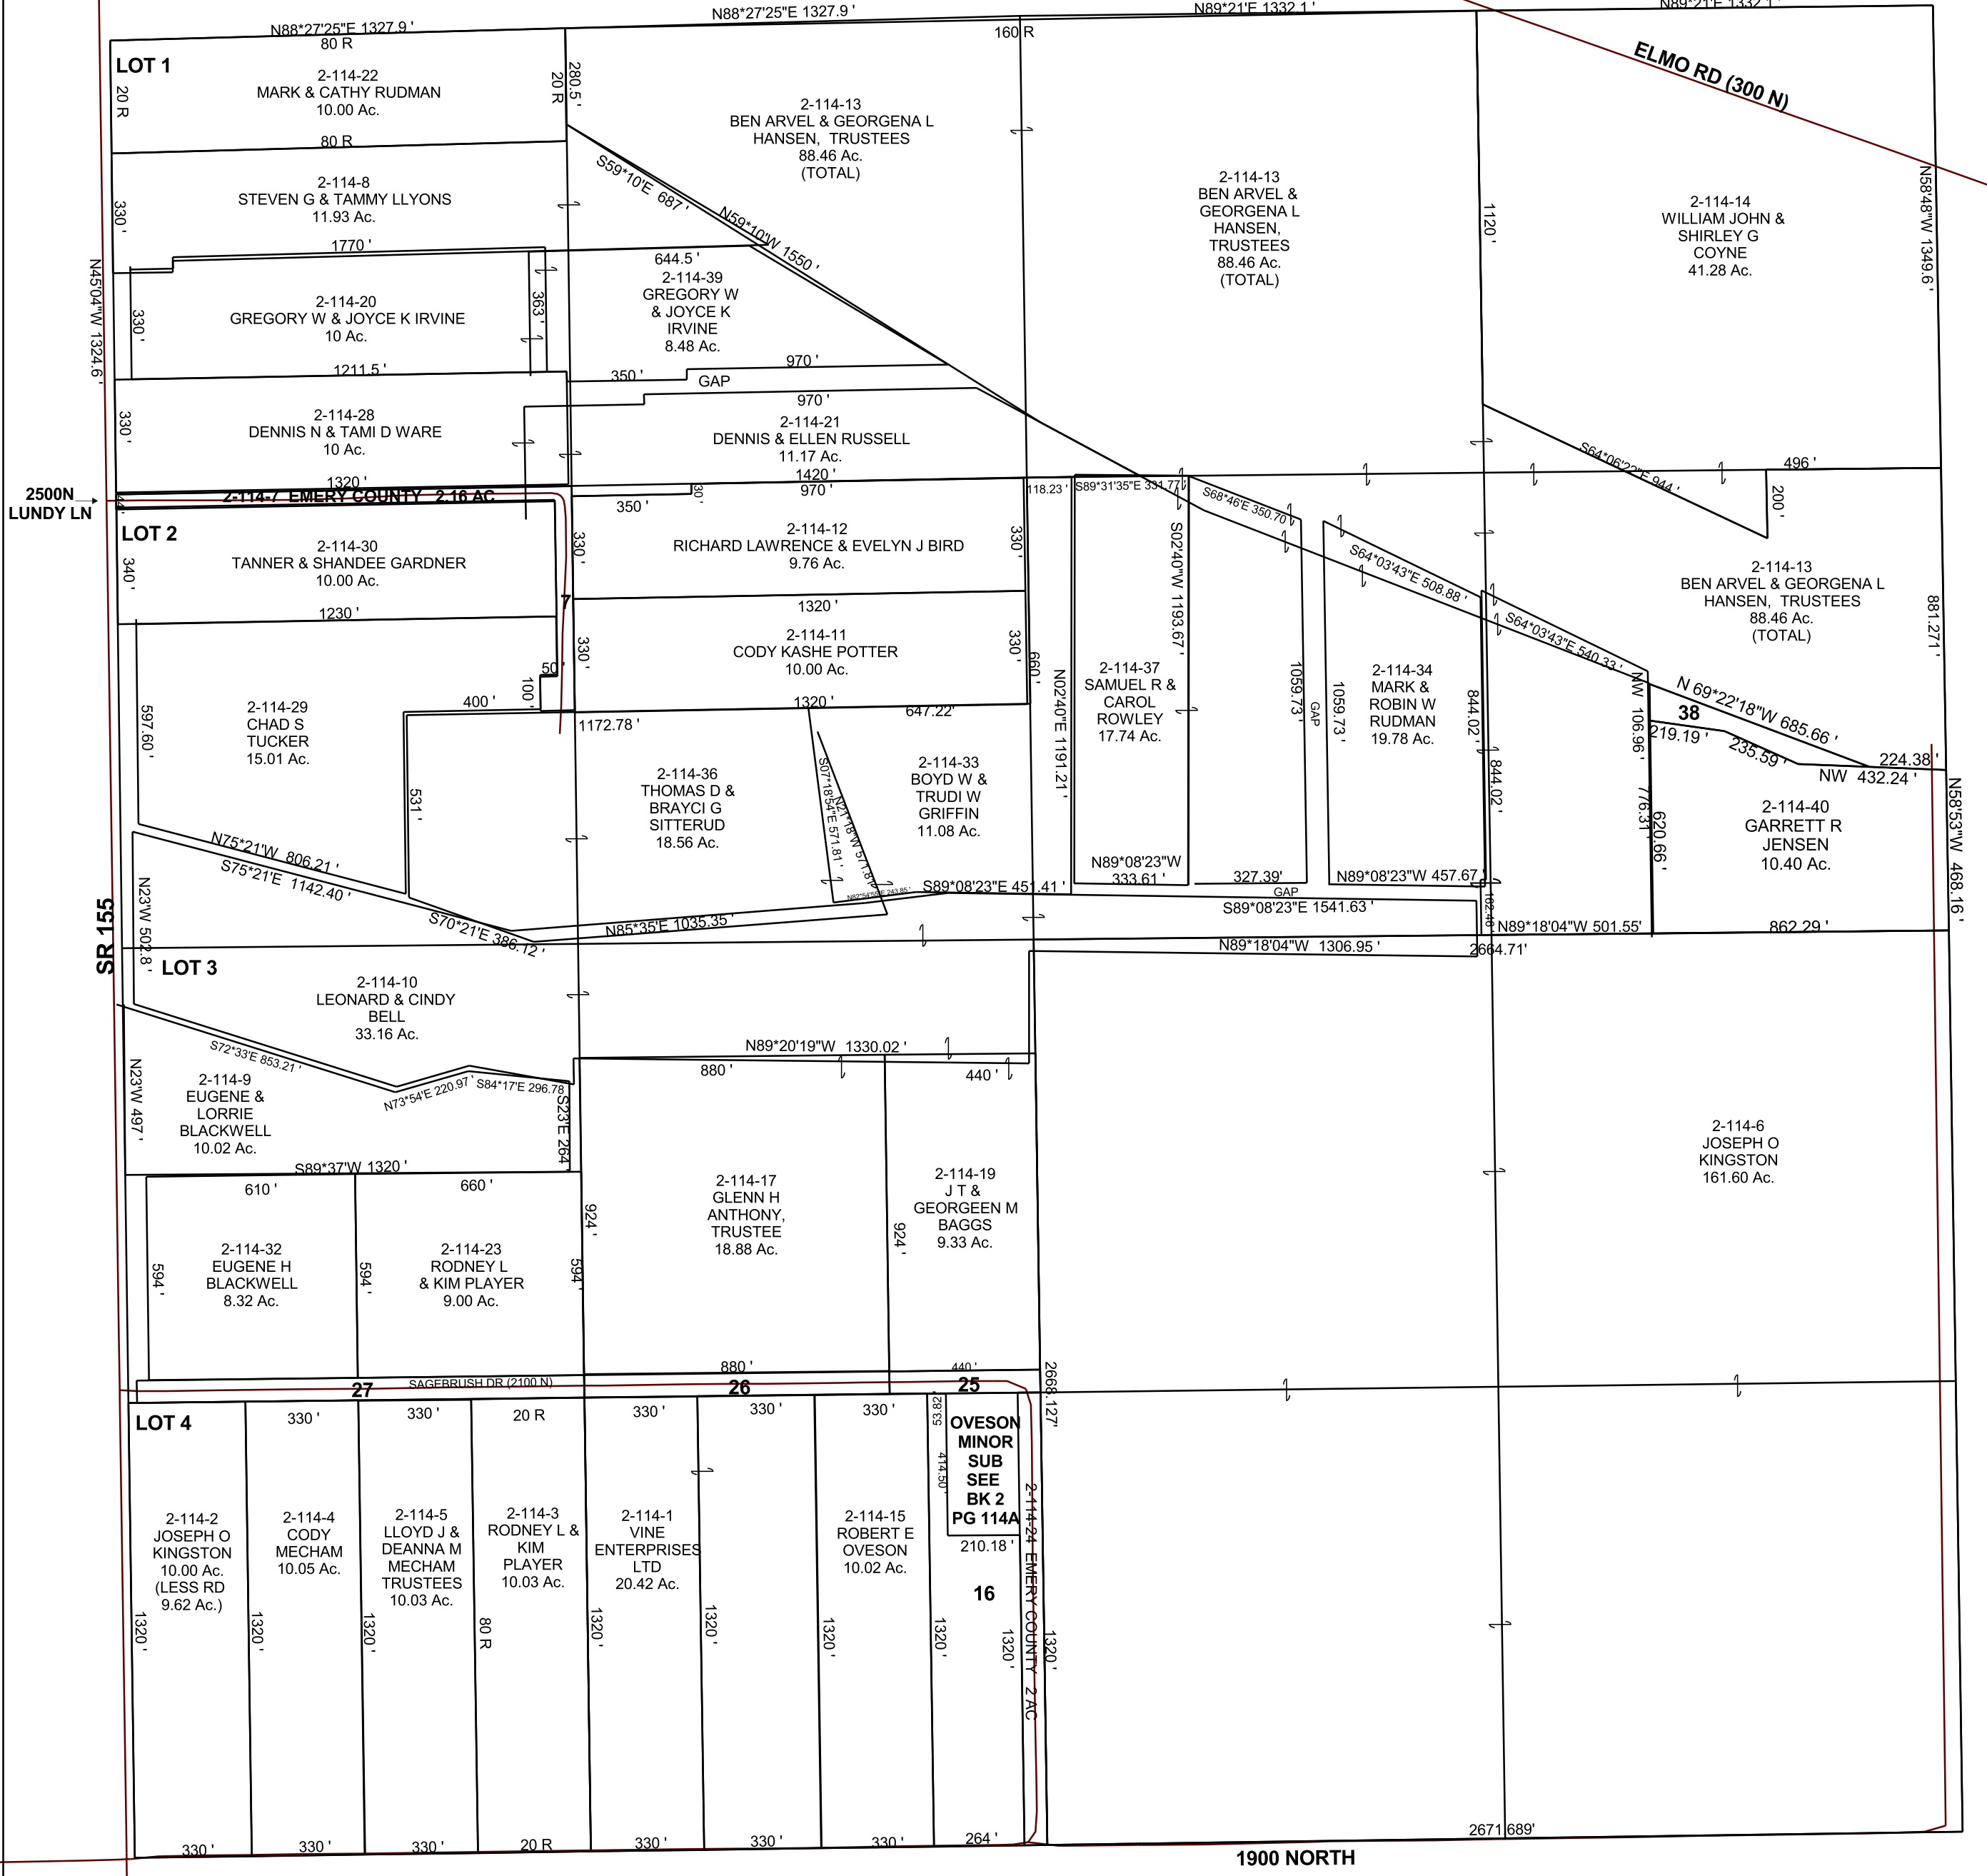 N88*27'25"E 1327.9 '
80 R
N88*27'25"E 1327.9 '
160 R
N89*21'E 1332.1 '
N89*21'E 1332.1 '
ELMO RD (300 N)
LOT 1
20 R
2-114-22
MARK & CATHY RUDMAN
10.00 Ac.
20 R
280.5 '
80 R
2-114-13
BEN ARVEL & GEORGENA L
HANSEN, TRUSTEES
88.46 Ac.
(TOTAL)
2-114-13
BEN ARVEL &
GEORGENA L
HANSEN,
TRUSTEES
88.46 Ac.
(TOTAL)
1120 '
2-114-14
WILLIAM JOHN &
SHIRLEY G
COYNE
41.28 Ac.
N58'48"W 1349.6 '
330 '
2-114-8
STEVEN G & TAMMY LLYONS
11.93 Ac.
S59*10'E 687 '
N59*10'W 1550 '
1770 '
644.5 '
N45'04"W 1324.6'
330 '
2-114-20
GREGORY W & JOYCE K IRVINE
10 Ac.
363 '
2-114-39
GREGORY W
& JOYCE K
IRVINE
8.48 Ac.
1211.5 '
350 '
970 '
GAP
330 '
2-114-28
DENNIS N & TAMI D WARE
10 Ac.
970 '
2-114-21
DENNIS & ELLEN RUSSELL
11.17 Ac.
1320 '
1420 '
S64*06'22"E 944 '
496 '
200 '
2500N
LUNDY LN
2-114-7 EMERY COUNTY 2.16 AC
350 '
30 '
970 '
118.23 '
S89*31'35"E 331.77'
S68*46'E 350.70 '
LOT 2
340 '
2-114-30
TANNER & SHANDEE GARDNER
10.00 Ac.
1230 '
7
330 '
2-114-12
RICHARD LAWRENCE & EVELYN J BIRD
9.76 Ac.
330 '
1320 '
S02'40"W 1193.67 '
S64*03'43"E 508.88 '
S64*03'43"E 540.33 '
2-114-13
BEN ARVEL & GEORGENA L
HANSEN, TRUSTEES
88.46 Ac.
(TOTAL)
881.271'
330 '
2-114-11
CODY KASHE POTTER
10.00 Ac.
330 '
660 '
1320 '
647.22'
50 '
100 '
400 '
597.60 '
2-114-29
CHAD S
TUCKER
15.01 Ac.
531 '
1172.78 '
N02'40"E 1191.21 '
2-114-37
SAMUEL R &
CAROL
ROWLEY
17.74 Ac.
1059.73 '
GAP
1059.73 '
2-114-34
MARK &
ROBIN W
RUDMAN
19.78 Ac.
844.02 '
844.02 '
NW 106.96 '
N 69*22'18"W 685.66 '
38
219.19 '
235.59 '
224.38 '
NW 432.24 '
776.31'
620.66 '
2-114-40
GARRETT R
JENSEN
10.40 Ac.
N58'53"W 468.16 '
2-114-36
THOMAS D &
BRAYCI G
SITTERUD
18.56 Ac.
S07*18'54"E 571.81 '
N21*18'W 571.81
2-114-33
BOYD W &
TRUDI W
GRIFFIN
11.08 Ac.
N75*21'W 806.21 '
S75*21'E 1142.40 '
S70*21'E 386.12 '
N85*35'E 1035.35 '
S89*08'23"E 451.41 '
N89*08'23"W
333.61 '
327.39'
GAP
N89*08'23"W 457.67 '
S89*08'23"E 1541.63 '
N89*18'04"W 501.55'
862.29 '
N89*18'04"W 1306.95 '
2664.71'
SR 155
N23'W 502.8 '
LOT 3
2-114-10
LEONARD & CINDY
BELL
33.16 Ac.
S72*33'E 853.21 '
N73*54'E 220.97 '
S84*17'E 296.78
S23'E 264 '
N89*20'19"W 1330.02 '
880 '
440 '
N23'W 497 '
2-114-9
EUGENE &
LORRIE
BLACKWELL
10.02 Ac.
S89*37'W 1320 '
610 '
660 '
594 '
2-114-32
EUGENE H
BLACKWELL
8.32 Ac.
594 '
2-114-23
RODNEY L
& KIM PLAYER
9.00 Ac.
594 '
924 '
2-114-17
GLENN H
ANTHONY,
TRUSTEE
18.88 Ac.
924 '
2-114-19
J T &
GEORGEEN M
BAGGS
9.33 Ac.
2-114-6
JOSEPH O
KINGSTON
161.60 Ac.
880 '
440 '
27
SAGEBRUSH DR (2100 N)
26
25
2668.127'
LOT 4
330 '
330 '
20 R
330 '
330 '
330 '
53.82'
414.50'
OVESON
MINOR
SUB
SEE
BK 2
PG 114A
210.18 '
16
2-114-24 EMERY COUNTY 2 AC
2-114-2
JOSEPH O
KINGSTON
10.00 Ac.
(LESS RD
9.62 Ac.)
2-114-4
CODY
MECHAM
10.05 Ac.
2-114-5
LLOYD J &
DEANNA M
MECHAM
TRUSTEES
10.03 Ac.
2-114-3
RODNEY L &
KIM
PLAYER
10.03 Ac.
2-114-1
VINE
ENTERPRISES
LTD
20.42 Ac.
2-114-15
ROBERT E
OVESON
10.02 Ac.
1320 '
1320 '
1320 '
80 R
1320 '
1320 '
1320 '
1320 '
1320 '
1320 '
330 '
330 '
330 '
20 R
330 '
330 '
330 '
264 '
2671.689'
1900 NORTH